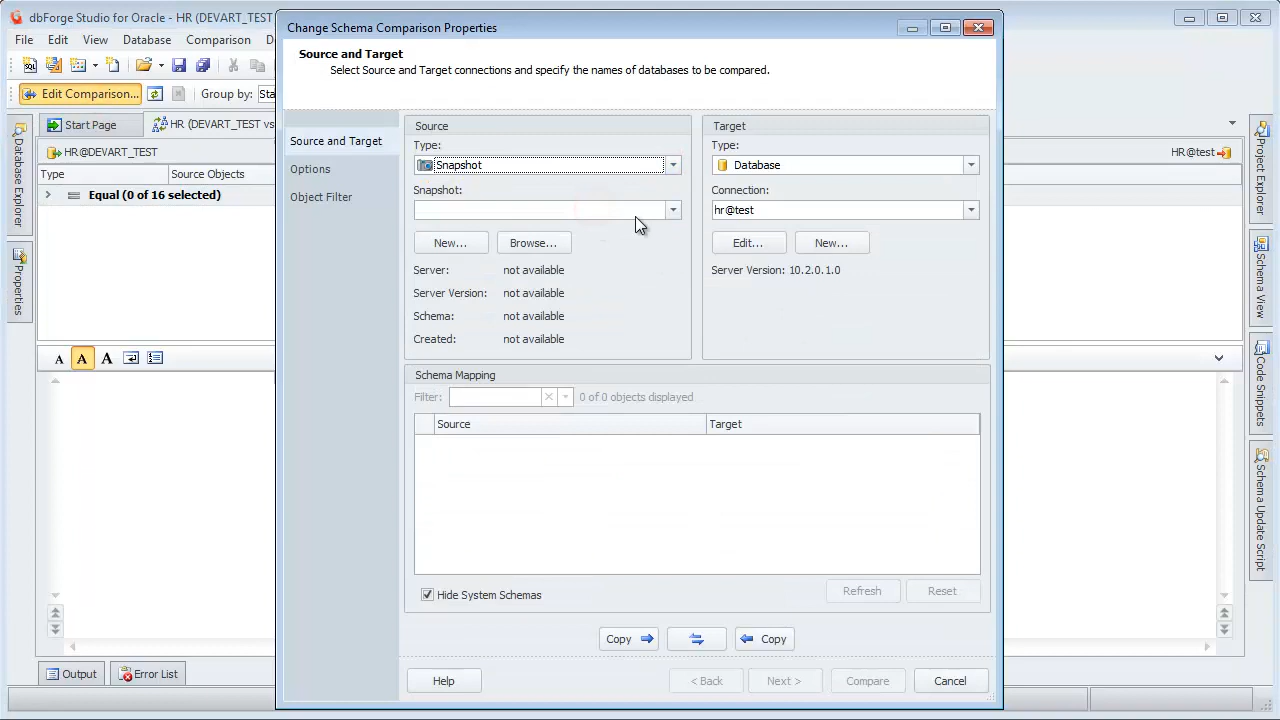 dbForge Studio for Oracle - HR (DEVART_TEST
File Edit View Database Comparison D
Edit Comparison... Group by: Sta
Start Page HR (DEVART_TEST vs
HR@DEVART_TEST
HR@test
Type Source Objects
Equal (0 of 16 selected)
Database Explorer
Properties
A A A
Output Error List
Change Schema Comparison Properties
Source and Target
Select Source and Target connections and specify the names of databases to be compared.
Source and Target
Options
Object Filter
Source
Type:
Snapshot
Snapshot:
New... Browse...
Server: not available
Server Version: not available
Schema: not available
Created: not available
Target
Type:
Database
Connection:
hr@test
Edit... New...
Server Version: 10.2.0.1.0
Schema Mapping
Filter: 0 of 0 objects displayed
Source Target
Hide System Schemas Refresh Reset
Copy Copy
Help < Back Next > Compare Cancel
Project Explorer
Schema View
Code Snippets
Schema Update Script